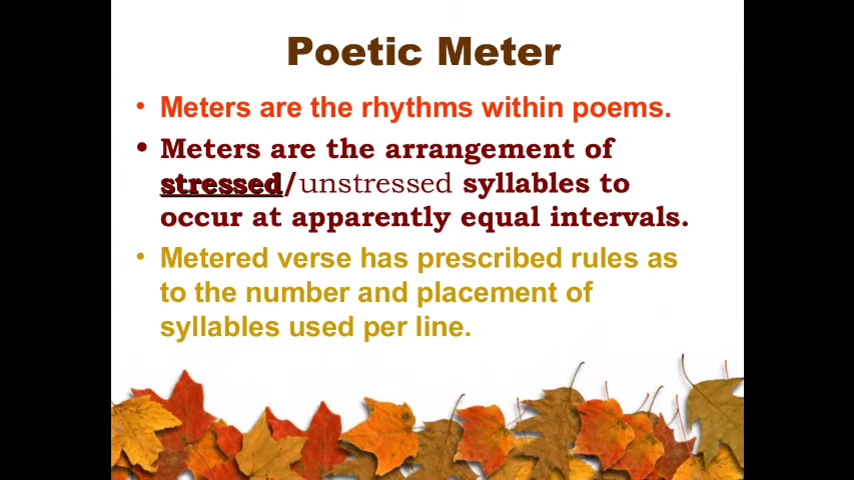 Poetic Meter
• Meters are the rhythms within poems.
• Meters are the arrangement of
stressed/unstressed syllables to
occur at apparently equal intervals.
• Metered verse has prescribed rules as
to the number and placement of
syllables used per line.